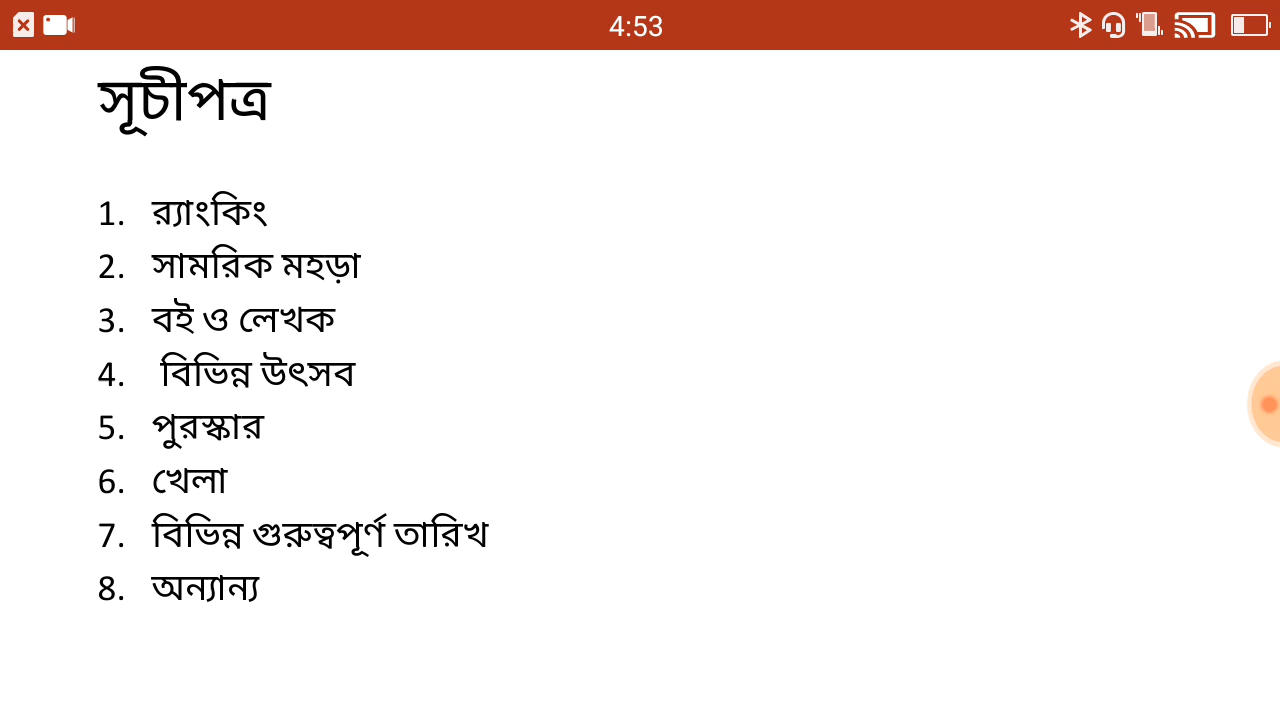 4:53
সূচীপত্র
1. র‍্যাংকিং
2. সামরিক মহড়া
3. বই ও লেখক
4. বিভিন্ন উৎসব
5. পুরস্কার
6. খেলা
7. বিভিন্ন গুরুত্বপূর্ণ তারিখ
8. অন্যান্য